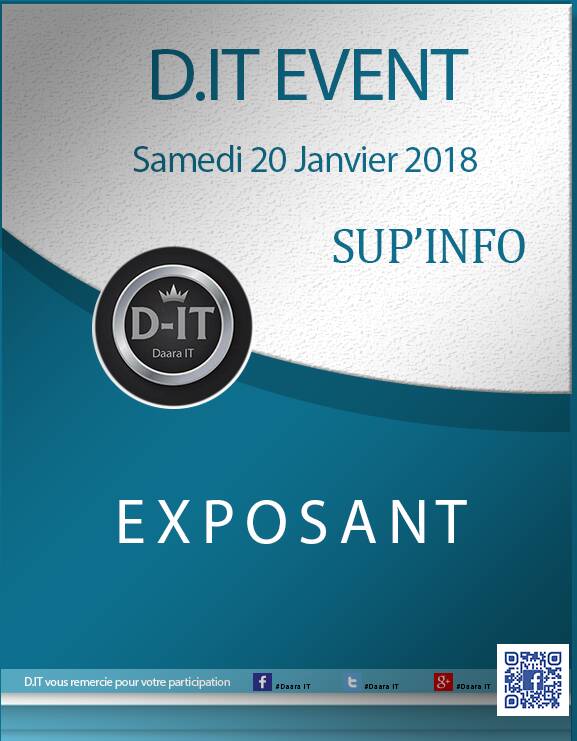 D.IT EVENT
Samedi 20 Janvier 2018
SUP'INFO
D-IT
Daara IT
EXPOSANT
D.IT vous remercie pour votre participation
#Daara IT
#Daara IT
#Daara IT